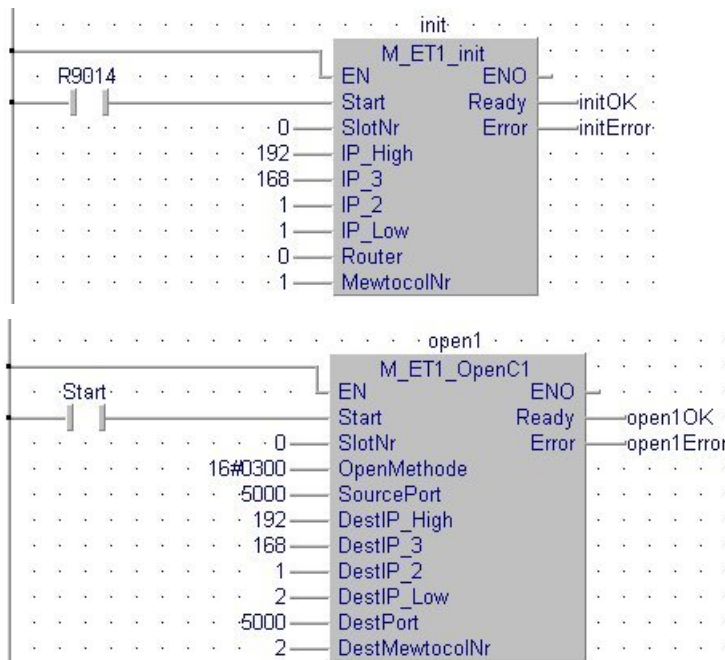 init
M_ET1_init
EN ENO
R9014
Start Ready initOK
0 SlotNr Error initError
192 IP_High
168 IP_3
1 IP_2
1 IP_Low
0 Router
1 MewtocolNr
open1
M_ET1_OpenC1
EN ENO
Start
Start Ready open1OK
0 SlotNr Error open1Error
16#0300 OpenMethode
5000 SourcePort
192 DestIP_High
168 DestIP_3
1 DestIP_2
2 DestIP_Low
5000 DestPort
2 DestMewtocolNr